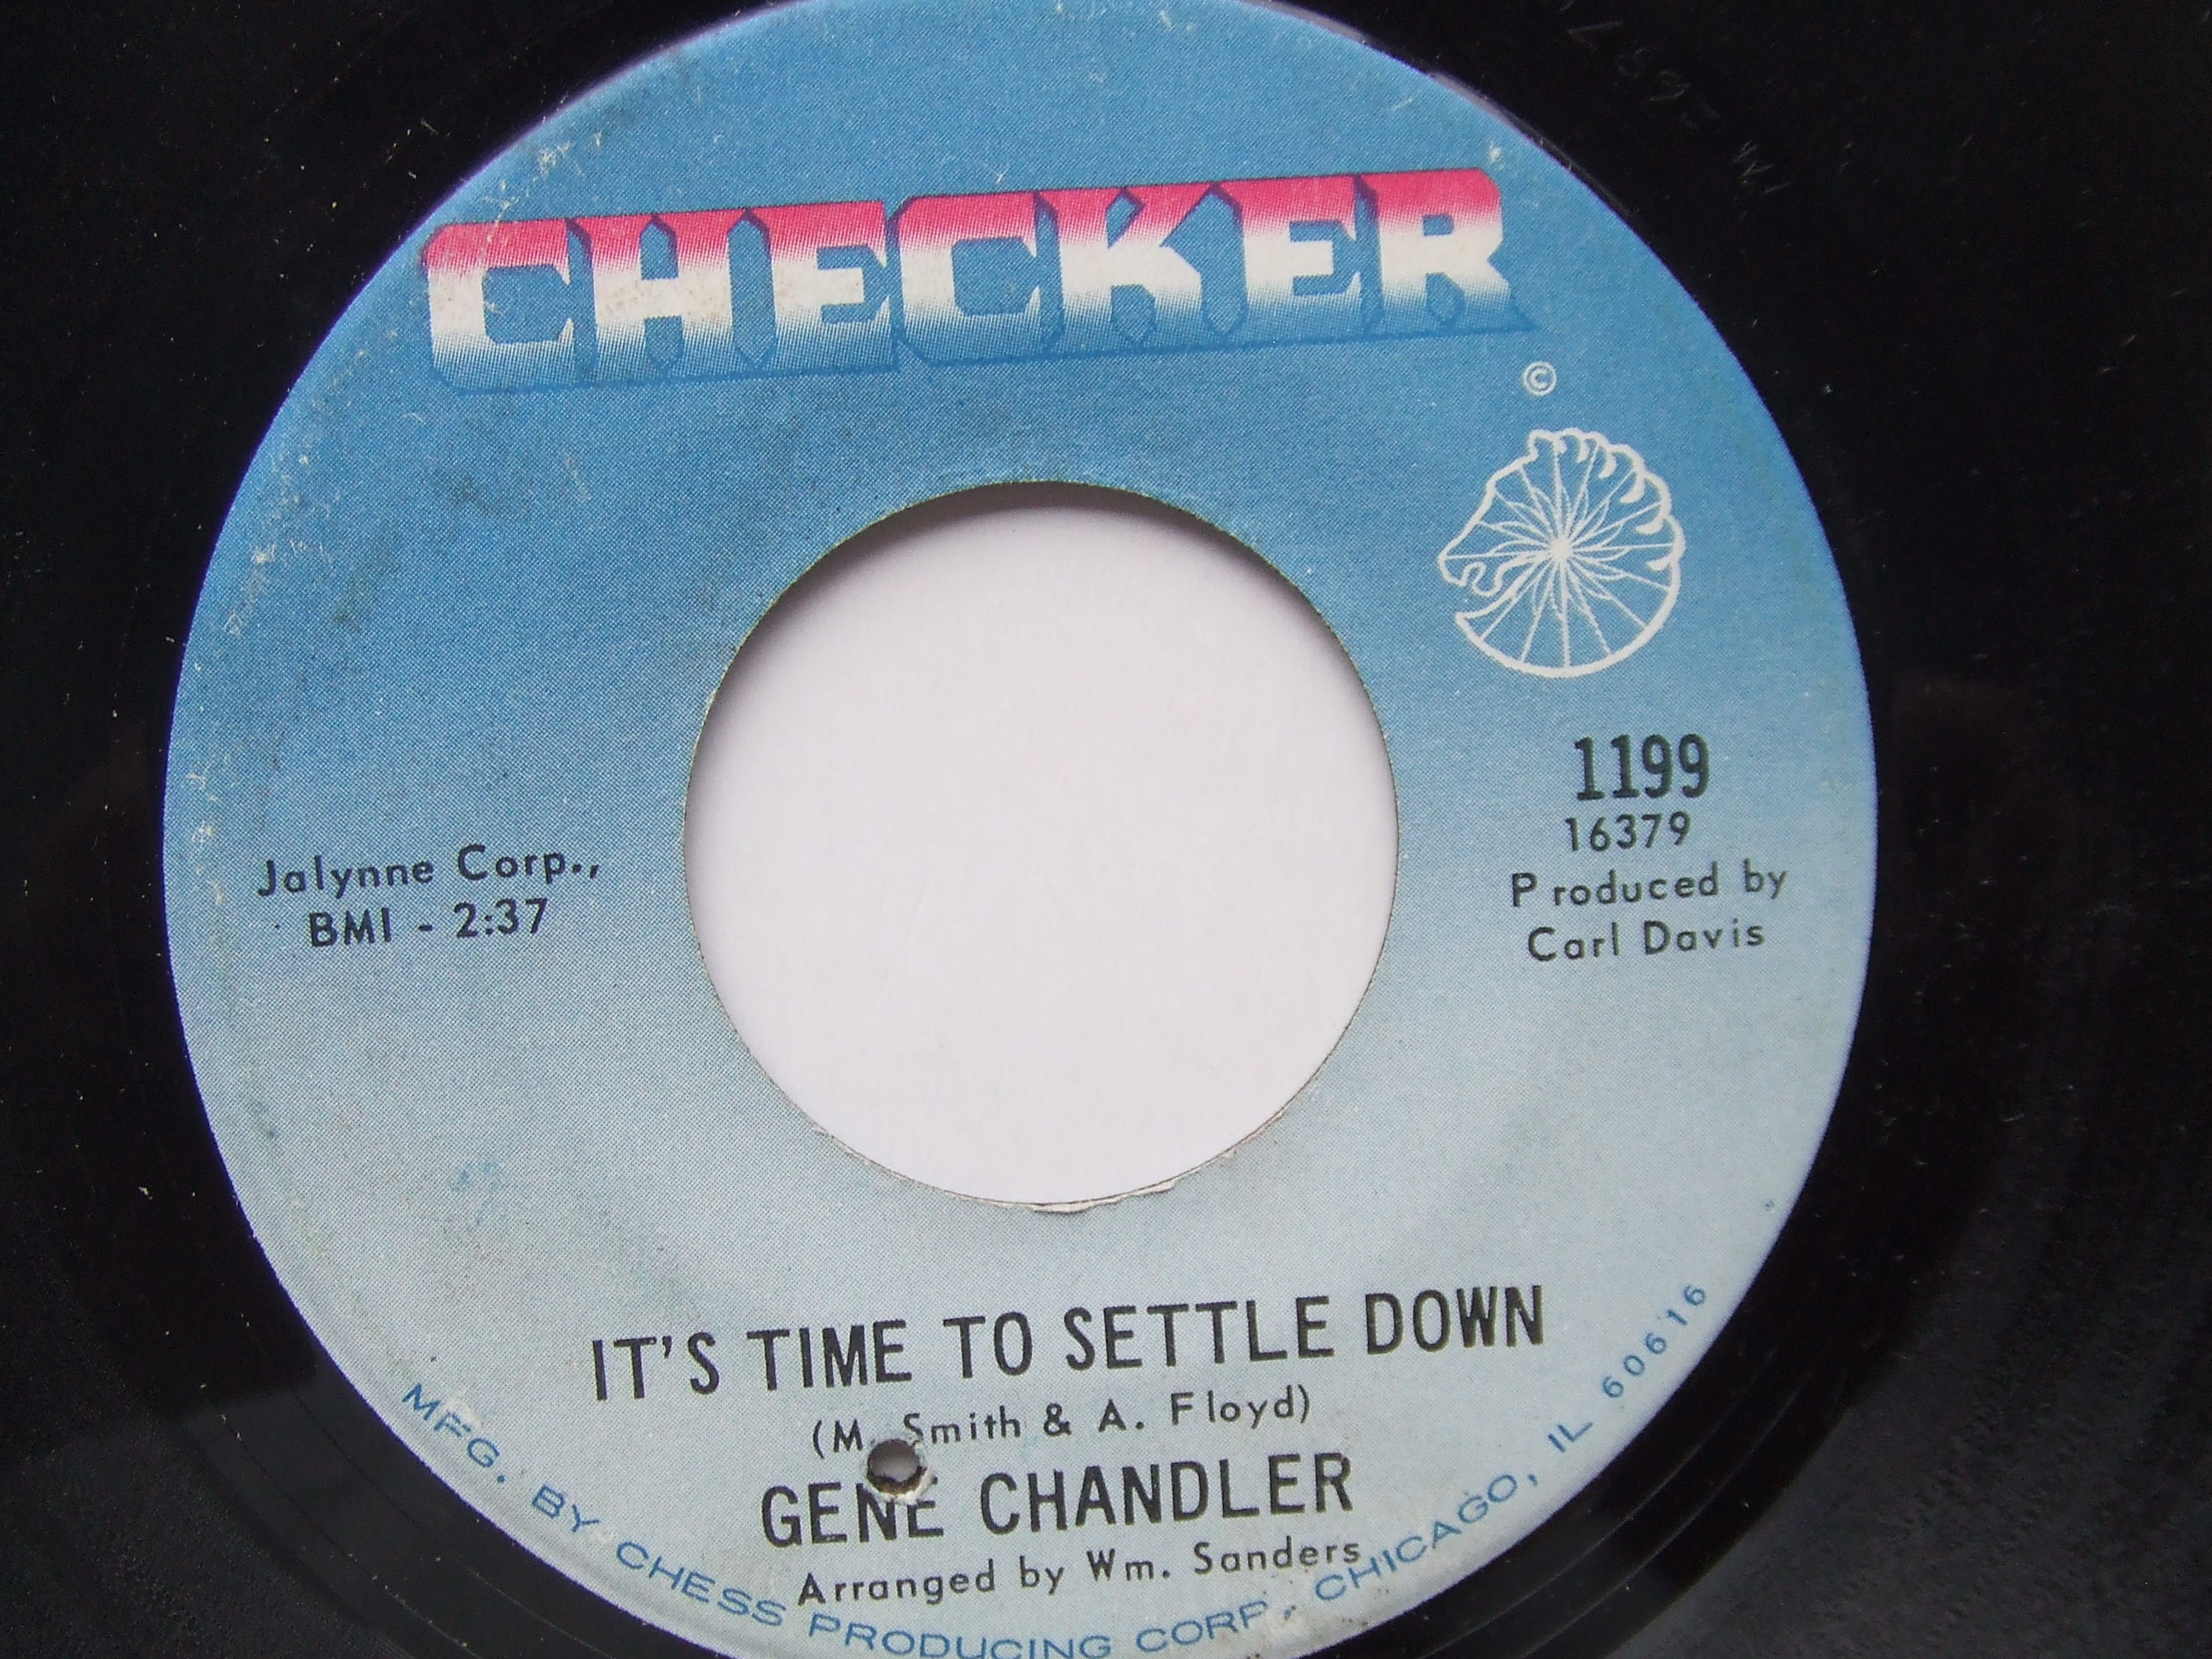 CHECKER
©
1199
16379
Produced by
Carl Davis
Jalynne Corp.,
BMI - 2:37
IT'S TIME TO SETTLE DOWN
(M. Smith & A. Floyd)
GENE CHANDLER
Arranged by Wm. Sanders
MFG. BY CHESS PRODUCING CORP. CHICAGO, IL 60616